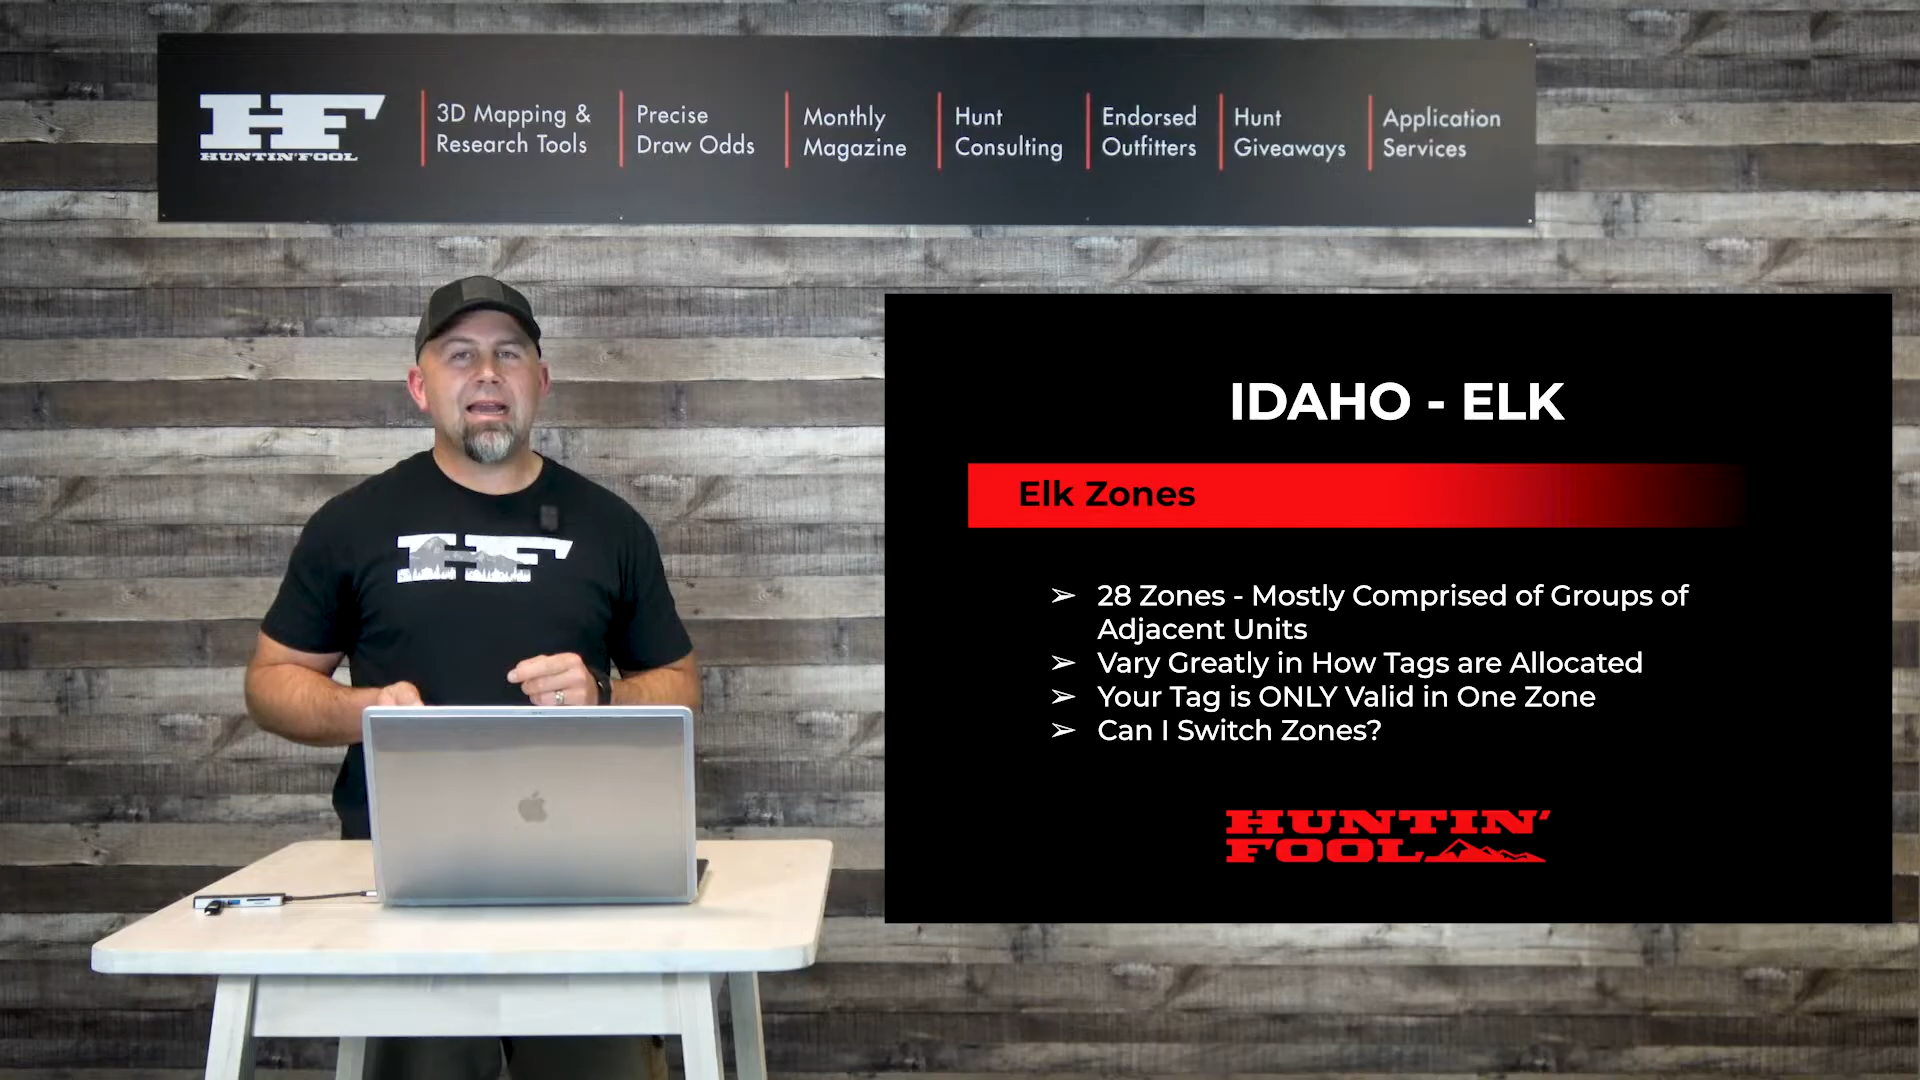 HF
HUNTIN'FOOL
3D Mapping &
Research Tools
Precise
Draw Odds
Monthly
Magazine
Hunt
Consulting
Endorsed
Outfitters
Hunt
Giveaways
Application
Services
IDAHO - ELK
Elk Zones
➢ 28 Zones - Mostly Comprised of Groups of
Adjacent Units
➢ Vary Greatly in How Tags are Allocated
➢ Your Tag is ONLY Valid in One Zone
➢ Can I Switch Zones?
HUNTIN'
FOOL
HF